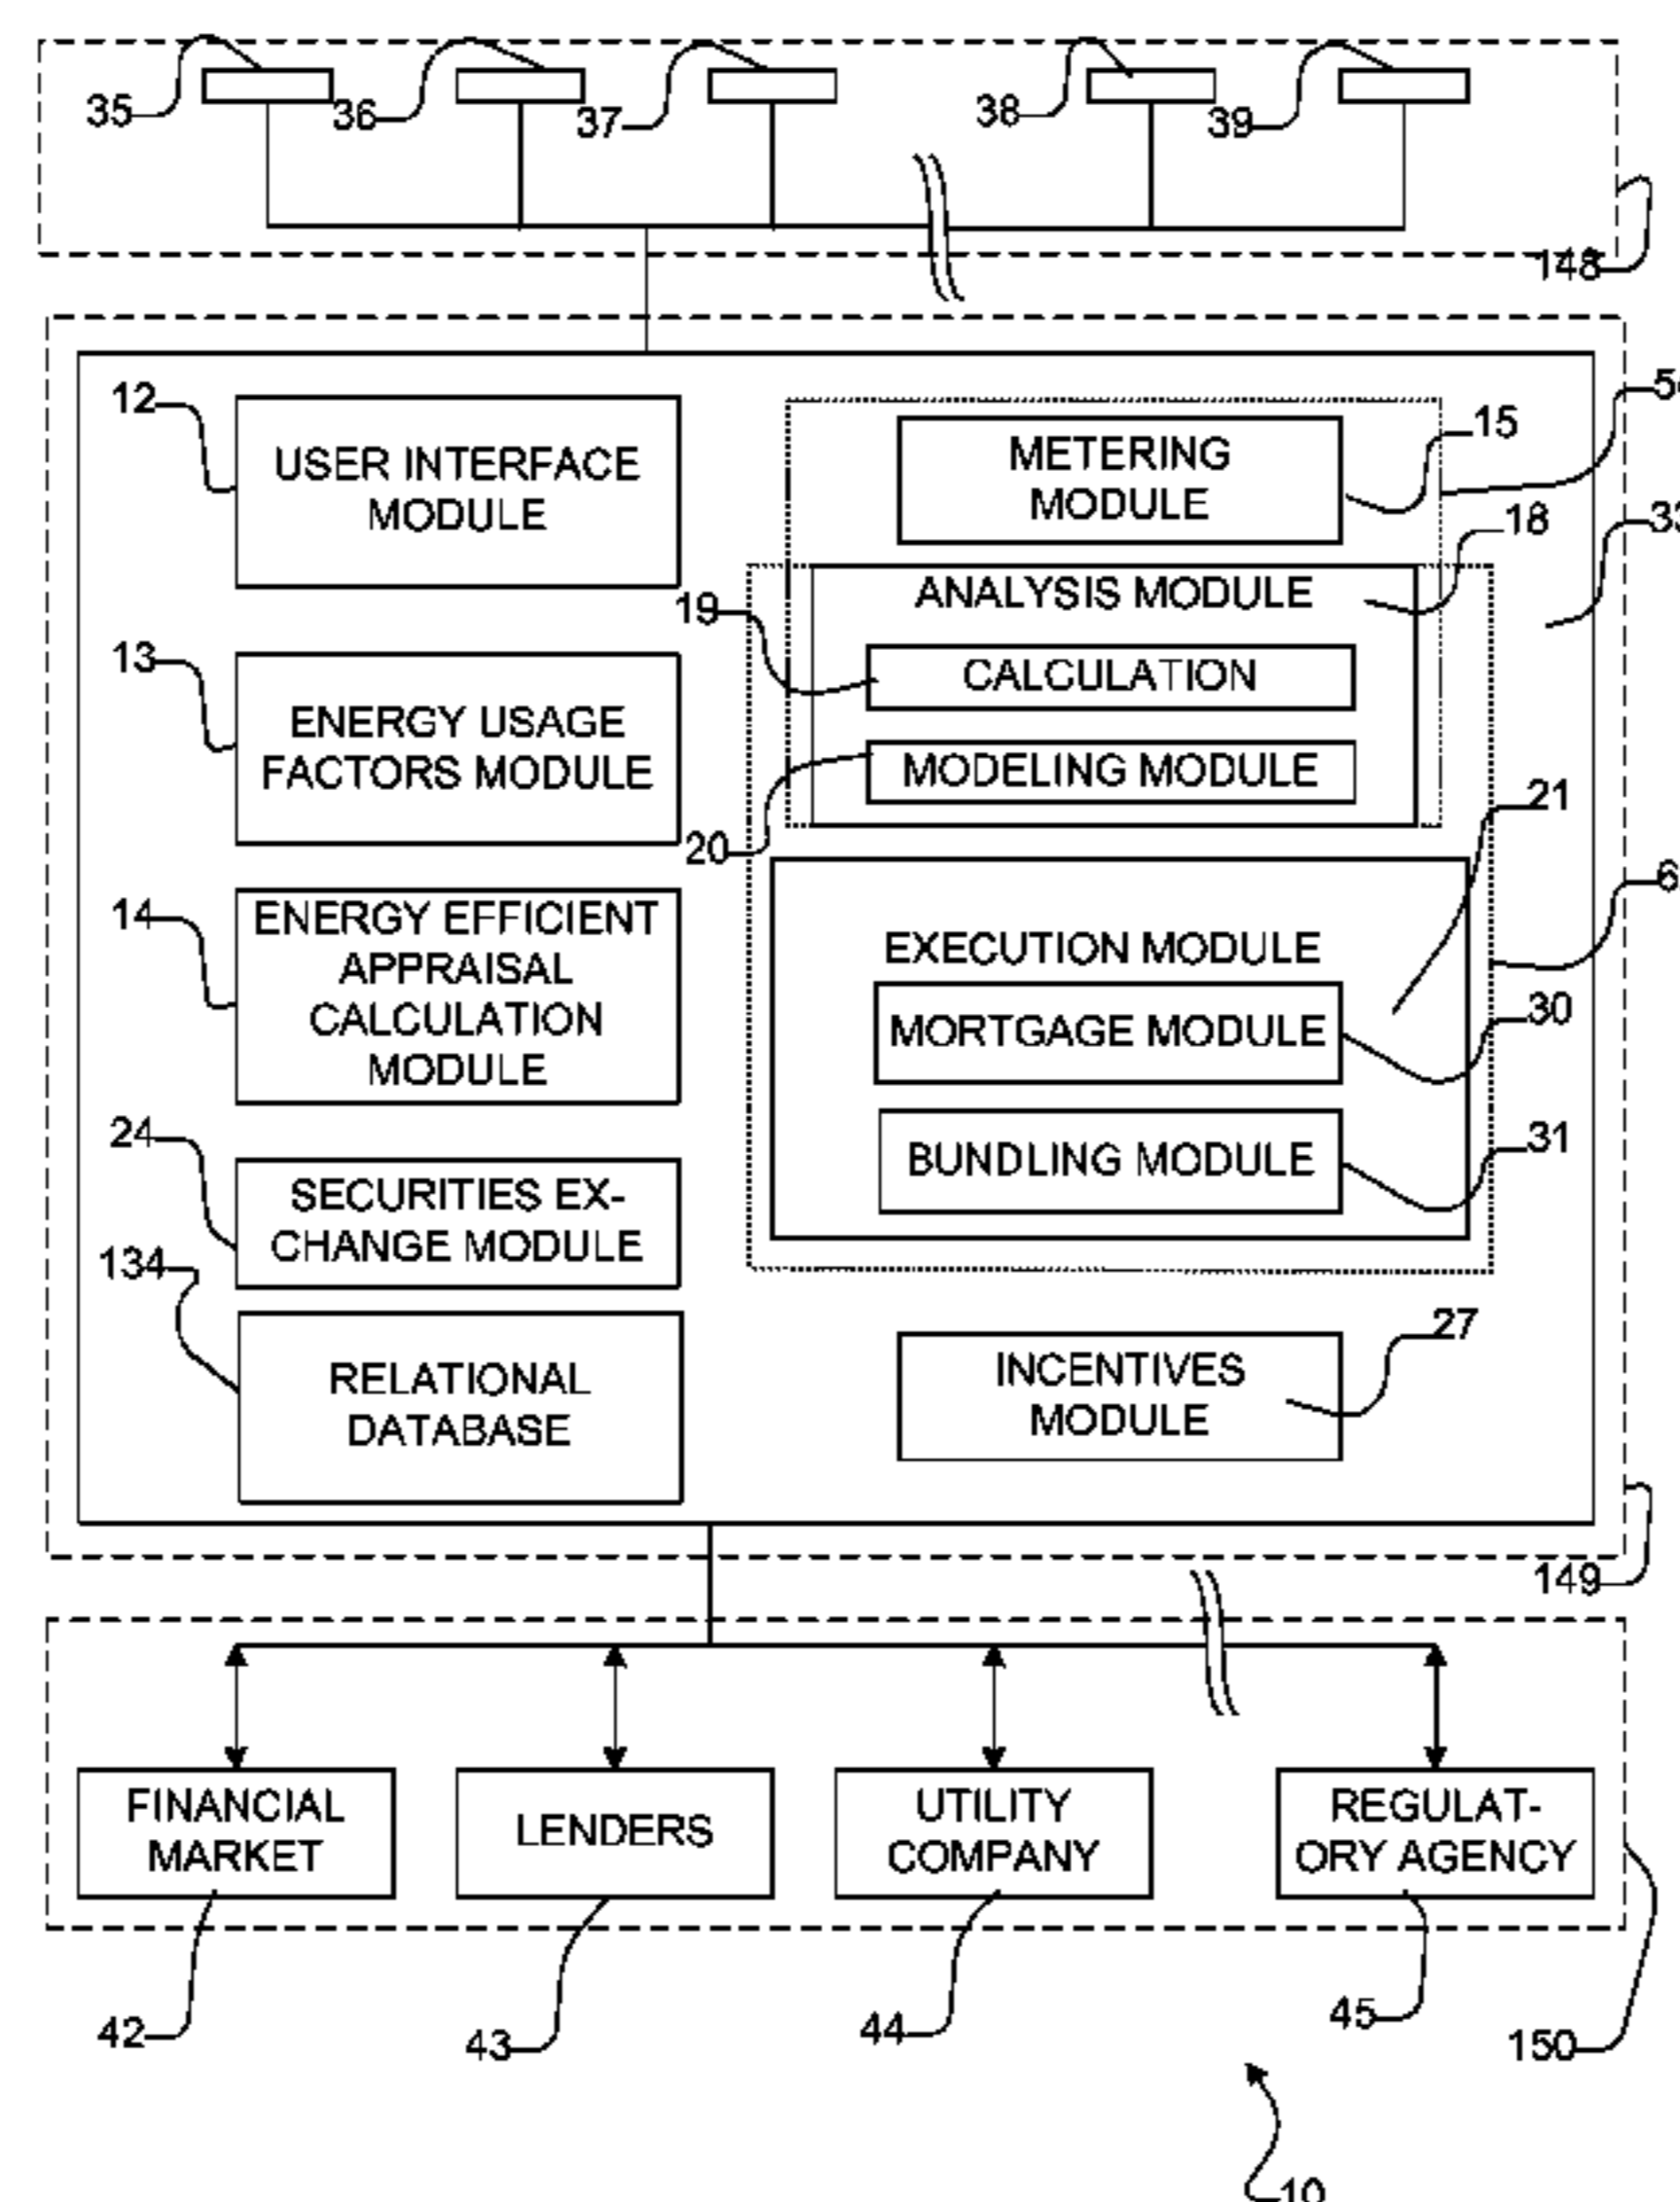 35
36
37
38
39
148
12
USER INTERFACE
MODULE
METERING
MODULE
15
18
ANALYSIS MODULE
19
CALCULATION
MODELING MODULE
20
13
ENERGY USAGE
FACTORS MODULE
21
14
ENERGY EFFICIENT
APPRAISAL
CALCULATION
MODULE
EXECUTION MODULE
MORTGAGE MODULE
30
BUNDLING MODULE
31
24
SECURITIES EX-
CHANGE MODULE
134
RELATIONAL
DATABASE
INCENTIVES
MODULE
27
149
FINANCIAL
MARKET
LENDERS
UTILITY
COMPANY
REGULAT-
ORY AGENCY
42
43
44
45
150
10